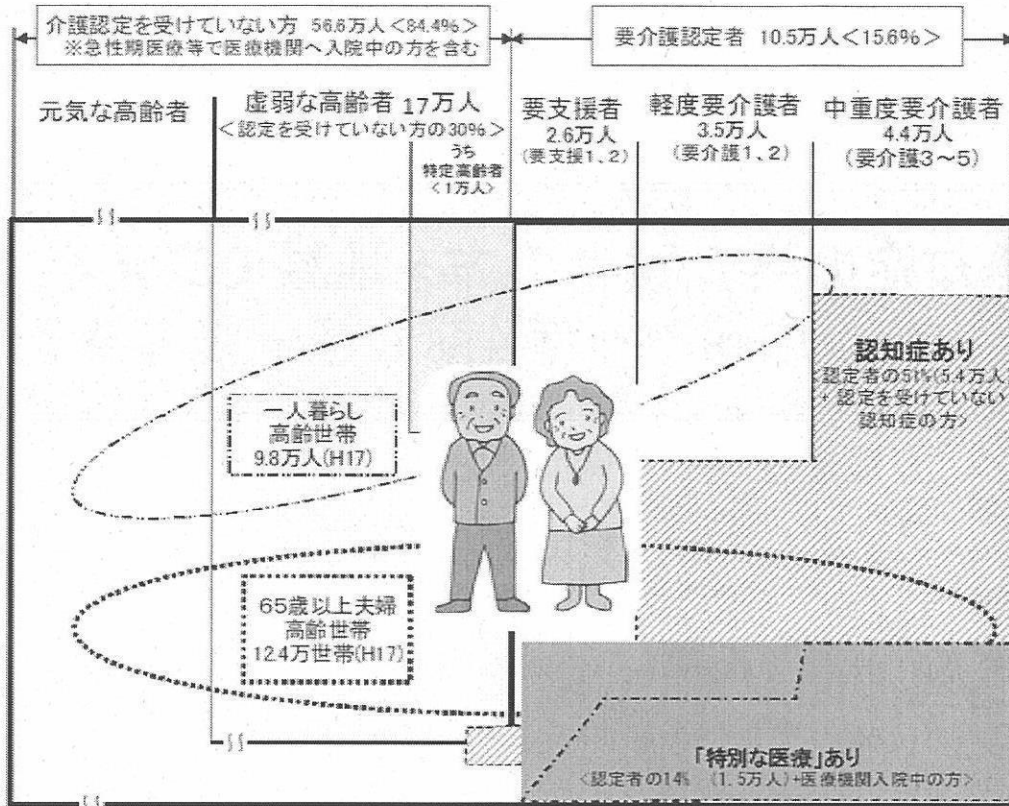 介護認定を受けていない方 56.6万人<84.4%>
※急性期医療等で医療機関へ入院中の方を含む
要介護認定者 10.5万人<15.6%>
元気な高齢者
虚弱な高齢者 17万人
<認定を受けていない方の30%>
うち
特定高齢者
<1万人>
要支援者
2.6万人
(要支援1、2)
軽度要介護者
3.5万人
(要介護1、2)
中重度要介護者
4.4万人
(要介護3～5)
認知症あり
<認定者の51%(5.4万人
+ 認定を受けていない
認知症の方>
一人暮らし
高齢世帯
9.8万人(H17)
65歳以上夫婦
高齢世帯
12.4万世帯(H17)
「特別な医療」あり
<認定者の14% (1.5万人)+医療機関入院中の方>